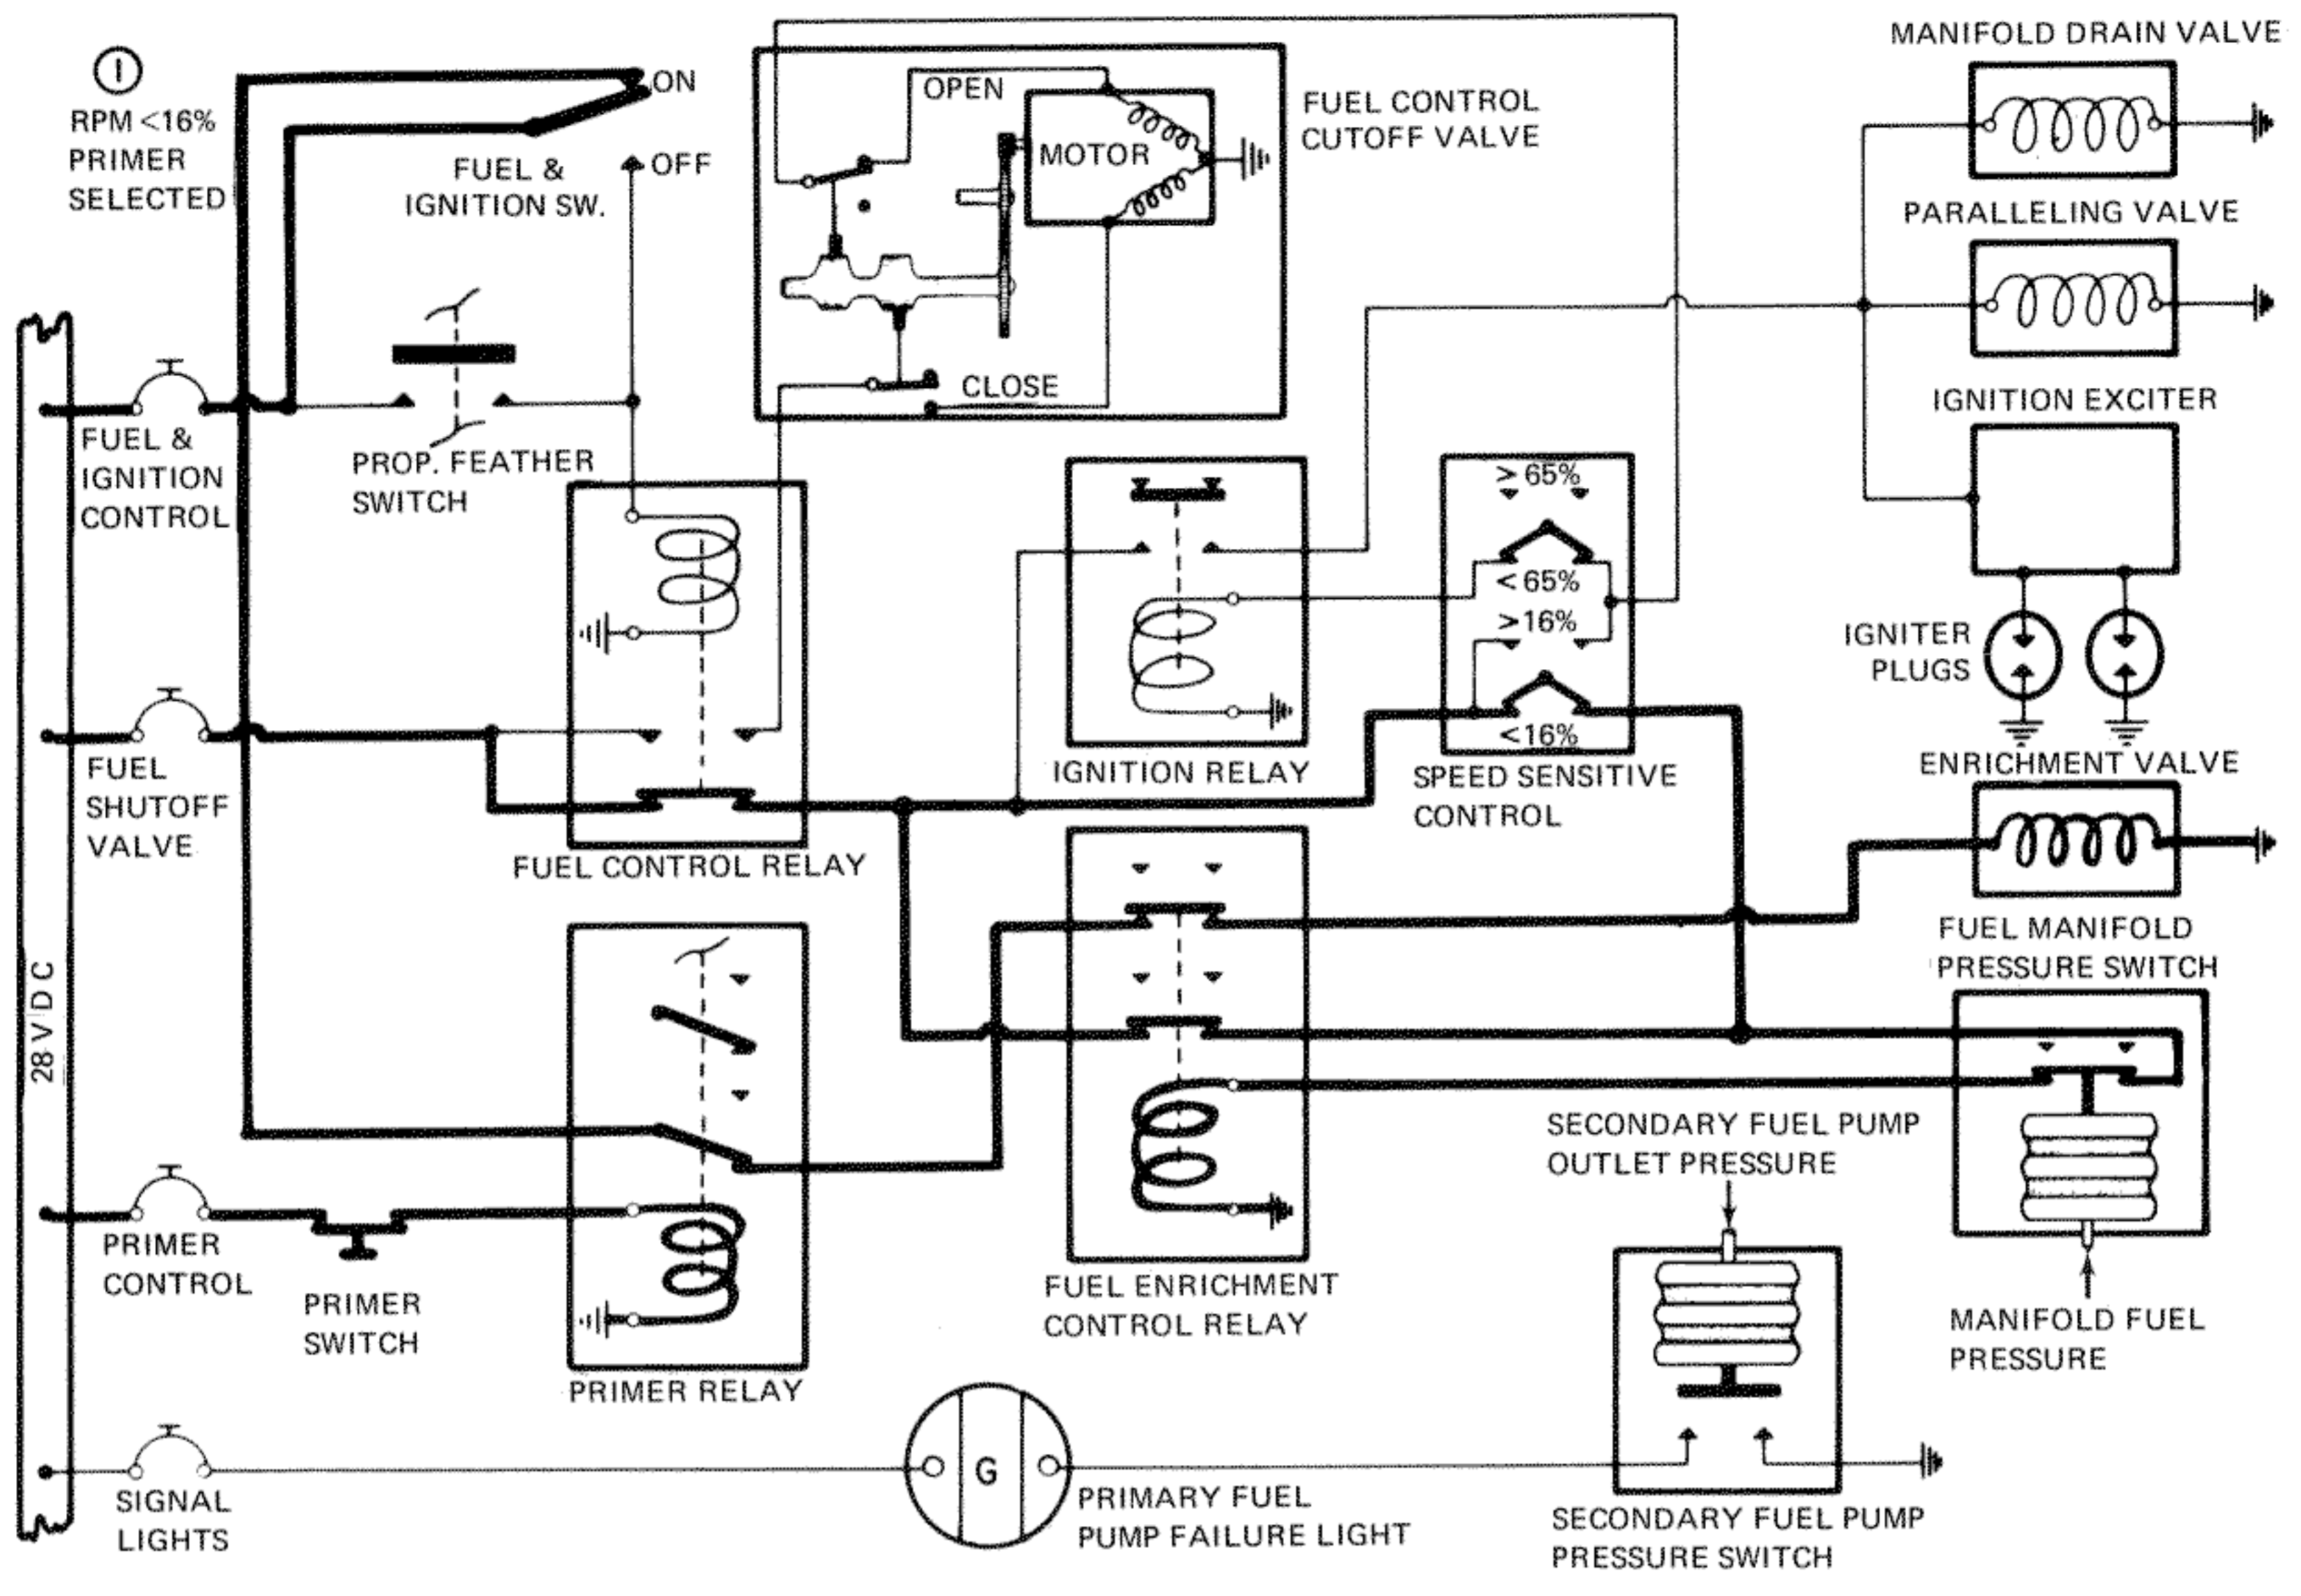 1
RPM <16%
PRIMER
SELECTED
ON
OFF
FUEL &
IGNITION SW.
OPEN
MOTOR
CLOSE
FUEL CONTROL
CUTOFF VALVE
MANIFOLD DRAIN VALVE
PARALLELING VALVE
IGNITION EXCITER
IGNITER
PLUGS
FUEL &
IGNITION
CONTROL
PROP. FEATHER
SWITCH
> 65%
< 65%
> 16%
<16%
SPEED SENSITIVE
CONTROL
IGNITION RELAY
FUEL
SHUTOFF
VALVE
FUEL CONTROL RELAY
ENRICHMENT VALVE
FUEL MANIFOLD
PRESSURE SWITCH
28 V D C
SECONDARY FUEL PUMP
OUTLET PRESSURE
PRIMER
CONTROL
PRIMER
SWITCH
PRIMER RELAY
FUEL ENRICHMENT
CONTROL RELAY
MANIFOLD FUEL
PRESSURE
SIGNAL
LIGHTS
G
PRIMARY FUEL
PUMP FAILURE LIGHT
SECONDARY FUEL PUMP
PRESSURE SWITCH